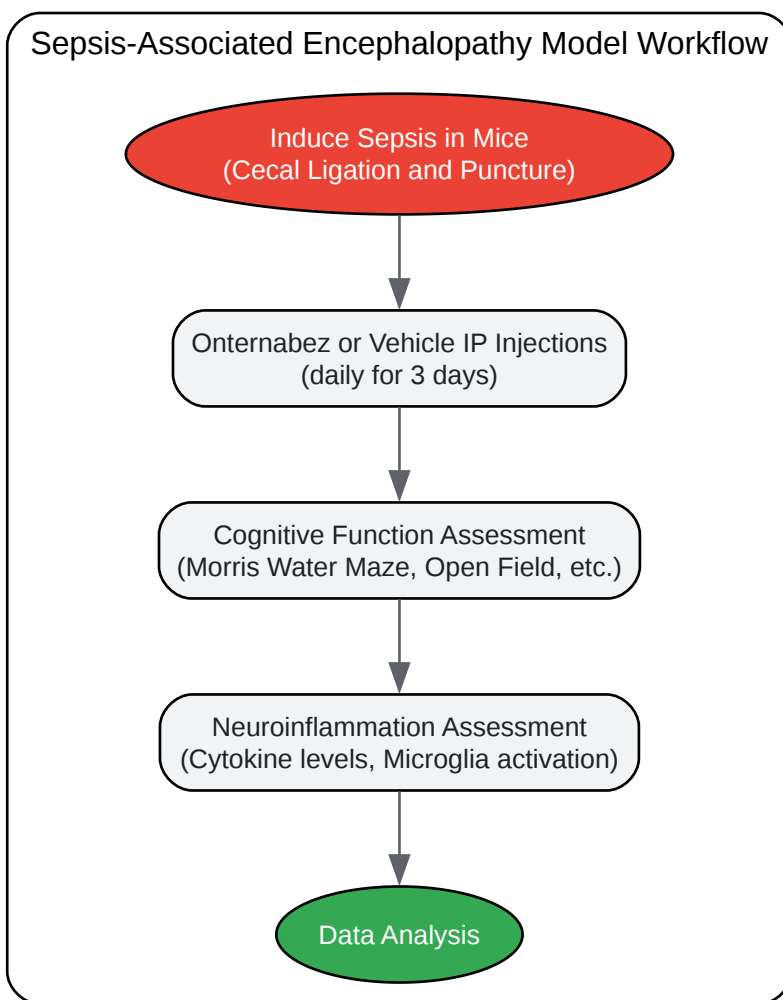 Sepsis-Associated Encephalopathy Model Workflow
Induce Sepsis in Mice
(Cecal Ligation and Puncture)
Onternabez or Vehicle IP Injections
(daily for 3 days)
Cognitive Function Assessment
(Morris Water Maze, Open Field, etc.)
Neuroinflammation Assessment
(Cytokine levels, Microglia activation)
Data Analysis